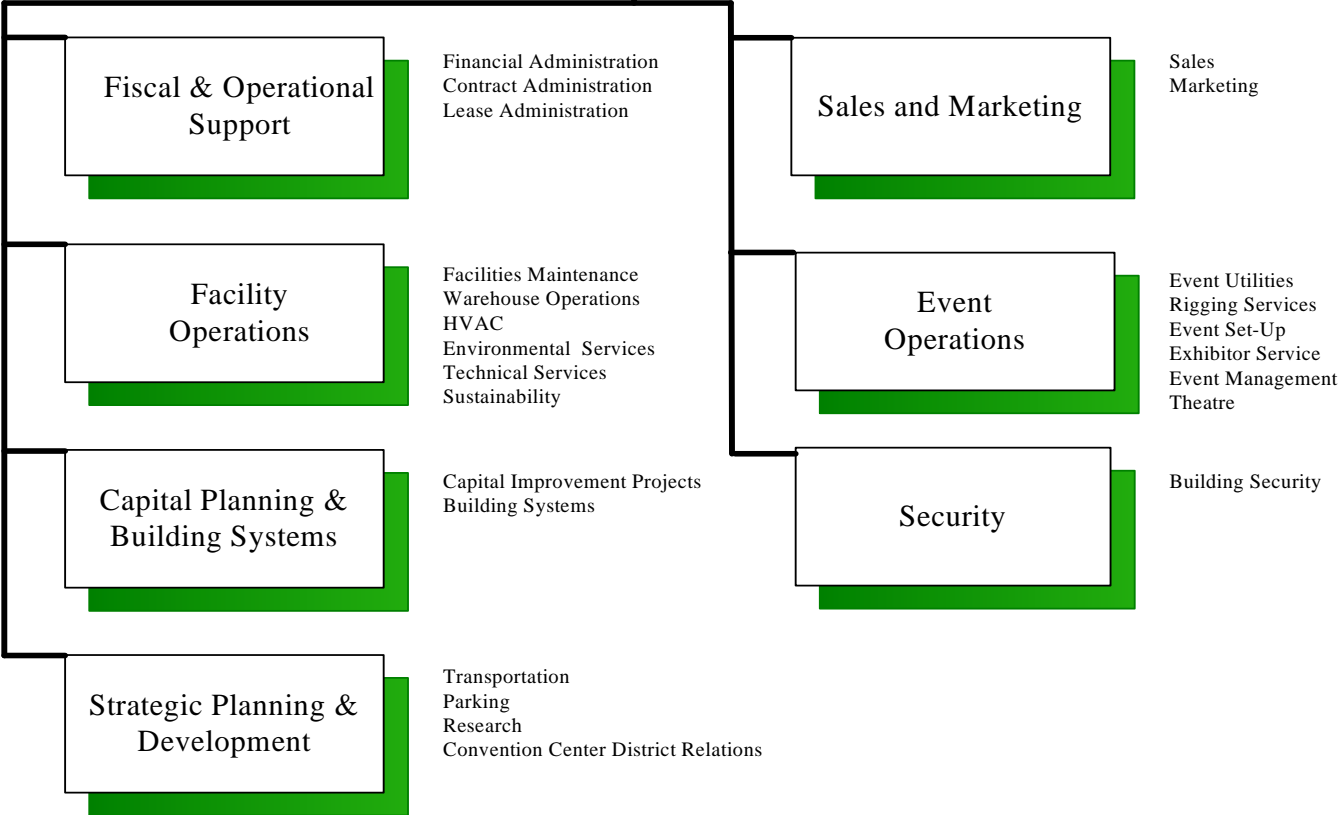 Fiscal & Operational
Support
Financial Administration
Contract Administration
Lease Administration
Facility
Operations
Facilities Maintenance
Warehouse Operations
HVAC
Environmental Services
Technical Services
Sustainability
Capital Planning &
Building Systems
Capital Improvement Projects
Building Systems
Strategic Planning &
Development
Transportation
Parking
Research
Convention Center District Relations
Sales and Marketing
Sales
Marketing
Event
Operations
Event Utilities
Rigging Services
Event Set-Up
Exhibitor Service
Event Management
Theatre
Security
Building Security